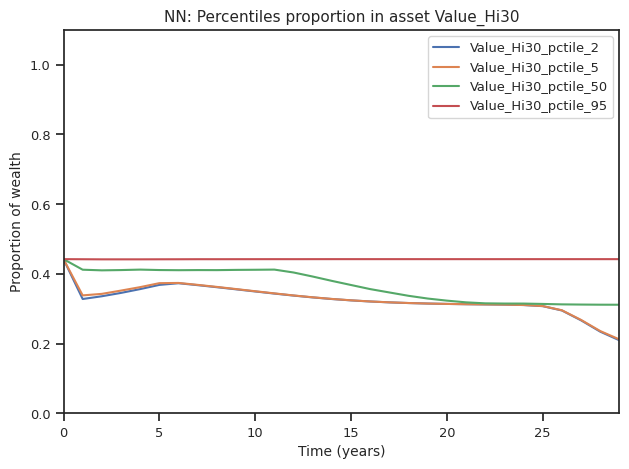 NN: Percentiles proportion in asset Value_Hi30
Value_Hi30_pctile_2
Value_Hi30_pctile_5
Value_Hi30_pctile_50
Value_Hi30_pctile_95
Proportion of wealth
1.0
0.8
0.6
0.4
0.2
0.0
0 5 10 15 20 25
Time (years)